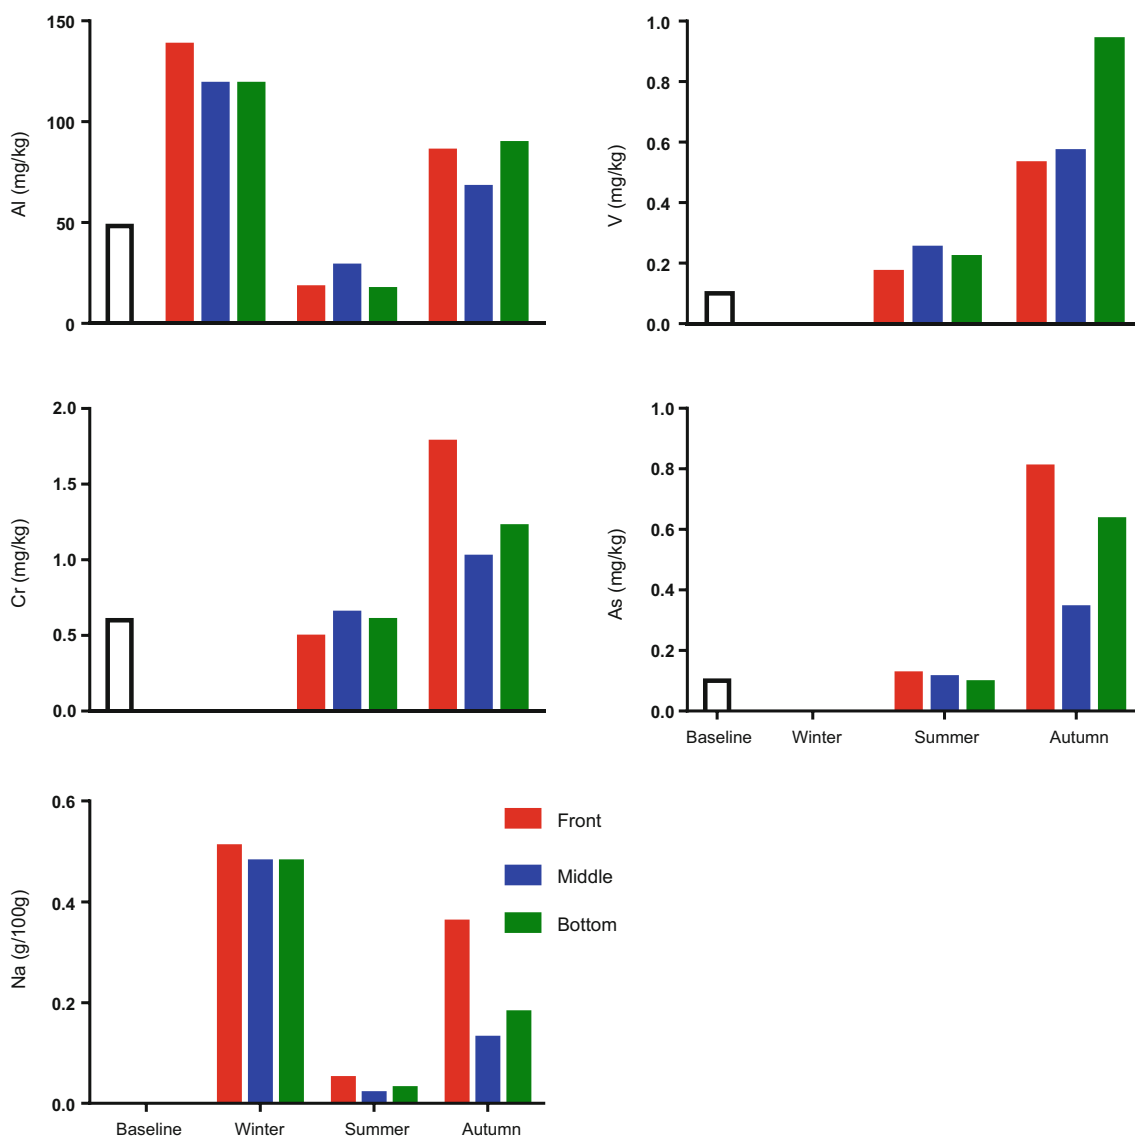 150
100
50
0
Al (mg/kg)
1.0
0.8
0.6
0.4
0.2
0.0
V (mg/kg)
2.0
1.5
1.0
0.5
0.0
Cr (mg/kg)
1.0
0.8
0.6
0.4
0.2
0.0
As (mg/kg)
Baseline Winter Summer Autumn
0.6
0.4
0.2
0.0
Na (g/100g)
Baseline Winter Summer Autumn
Front
Middle
Bottom